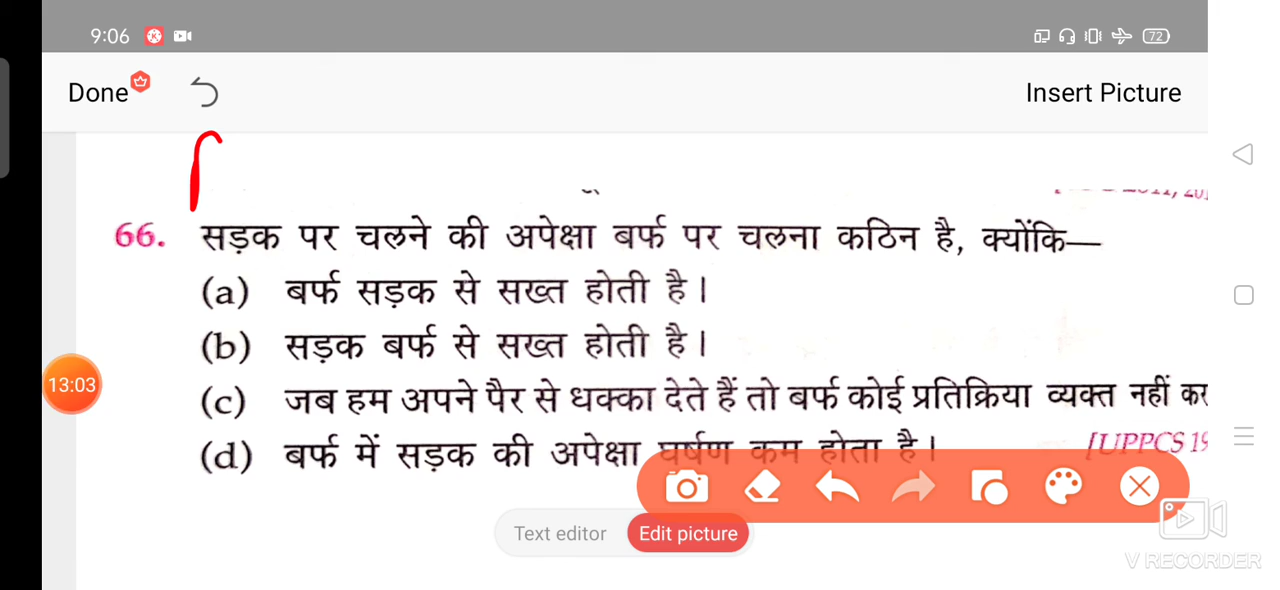 9:06
72
Done
Insert Picture
66. सड़क पर चलने की अपेक्षा बर्फ पर चलना कठिन है, क्योंकि—
(a) बर्फ सड़क से सख्त होती है।
(b) सड़क बर्फ से सख्त होती है।
(c) जब हम अपने पैर से धक्का देते हैं तो बर्फ कोई प्रतिक्रिया व्यक्त नहीं कर
13:03
(d) बर्फ में सड़क की अपेक्षा घर्षण कम होता है।
[UPPCS 19
Text editor
Edit picture
V RECORDER